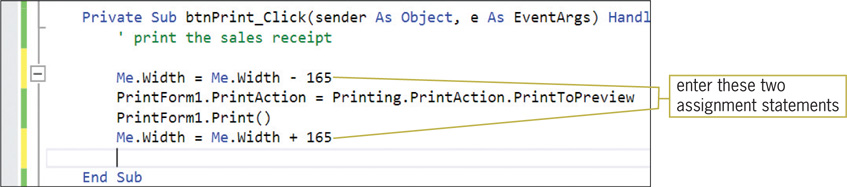 Private Sub btnPrint_Click(sender As Object, e As EventArgs) Handl
' print the sales receipt
Me.Width = Me.Width - 165
PrintForm1.PrintAction = Printing.PrintAction.PrintToPreview
PrintForm1.Print()
Me.Width = Me.Width + 165
End Sub
enter these two
assignment statements